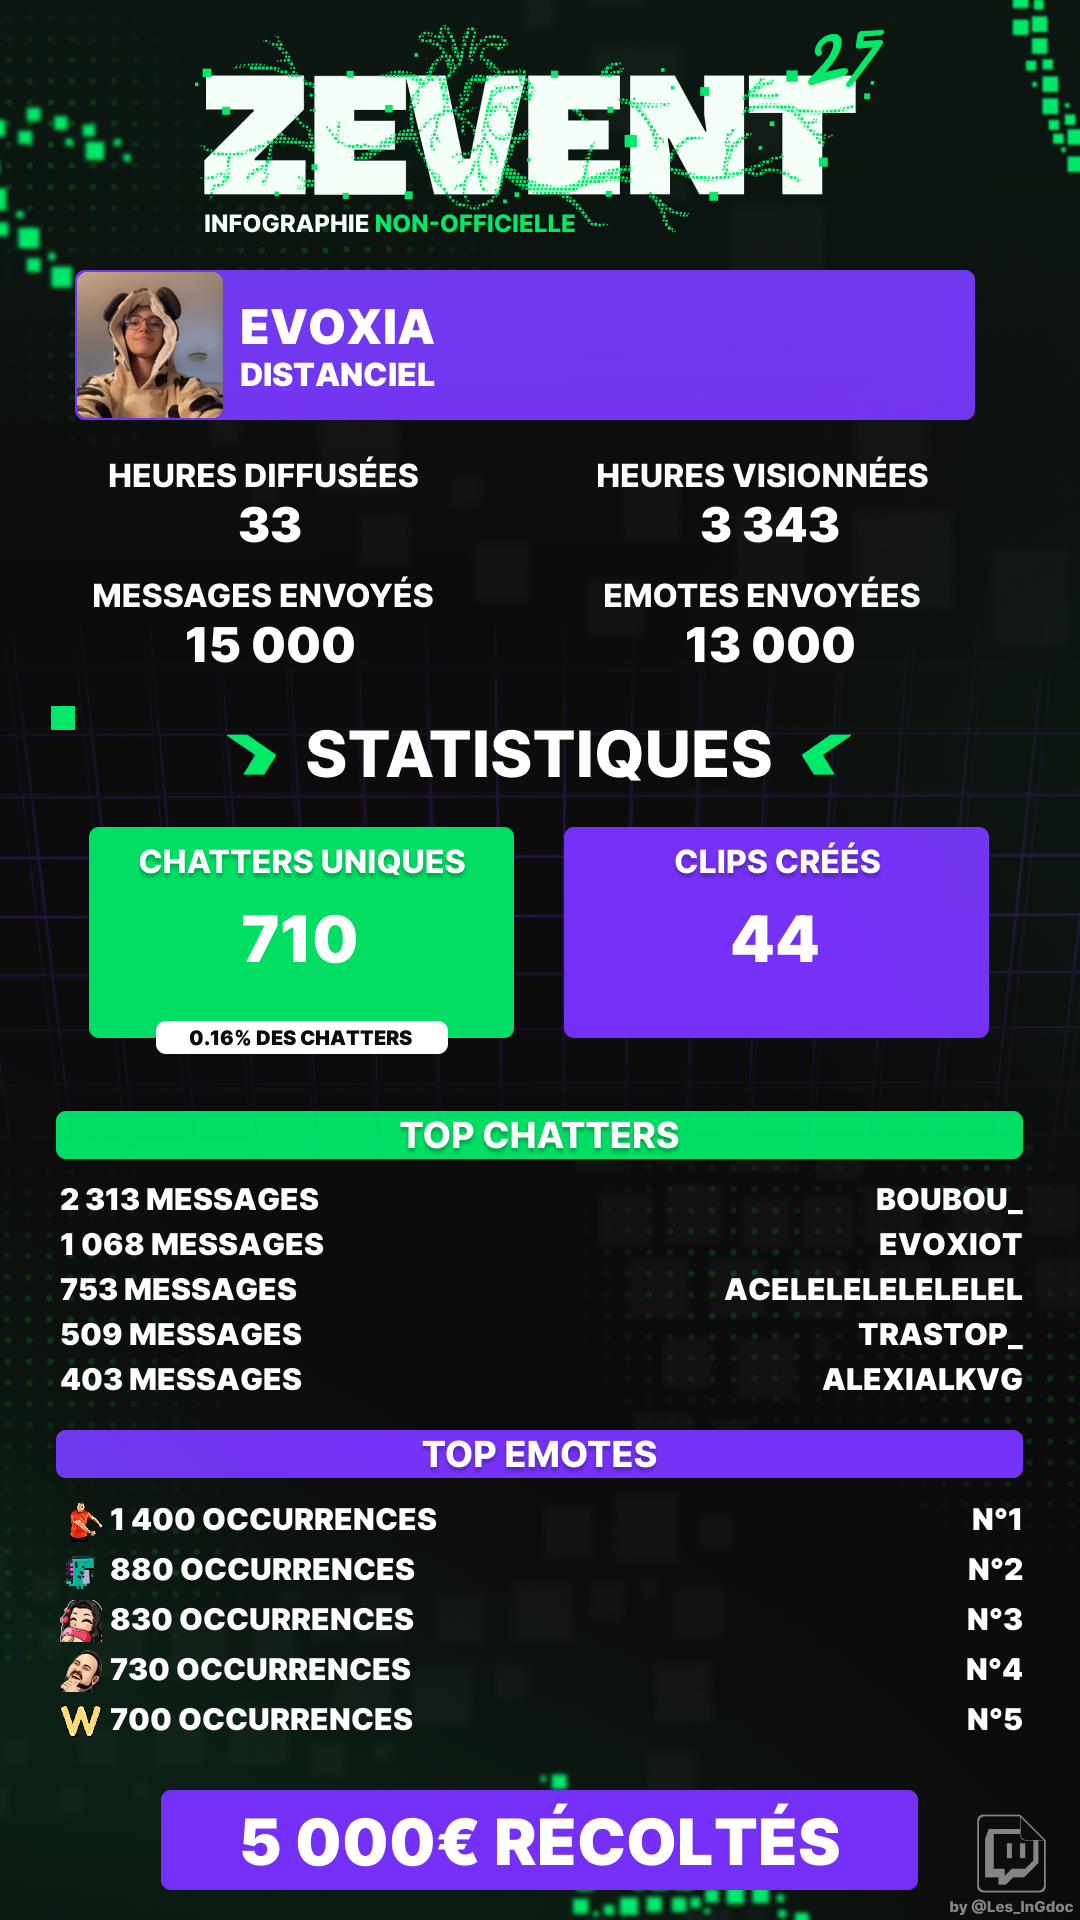 ZEVENT 25
INFOGRAPHIE NON-OFFICIELLE
EVOXIA
DISTANCIEL
HEURES DIFFUSÉES
33
HEURES VISIONNÉES
3 343
MESSAGES ENVOYÉS
15 000
EMOTES ENVOYÉES
13 000
STATISTIQUES
CHATTERS UNIQUES
710
0.16% DES CHATTERS
CLIPS CRÉÉS
44
TOP CHATTERS
2 313 MESSAGES BOUBOU_
1 068 MESSAGES EVOXIOT
753 MESSAGES ACELELELELELELEL
509 MESSAGES TRASTOP_
403 MESSAGES ALEXIALKVG
TOP EMOTES
1 400 OCCURRENCES N°1
880 OCCURRENCES N°2
830 OCCURRENCES N°3
730 OCCURRENCES N°4
W 700 OCCURRENCES N°5
5 000€ RÉCOLTÉS
by @Les_InGdoc